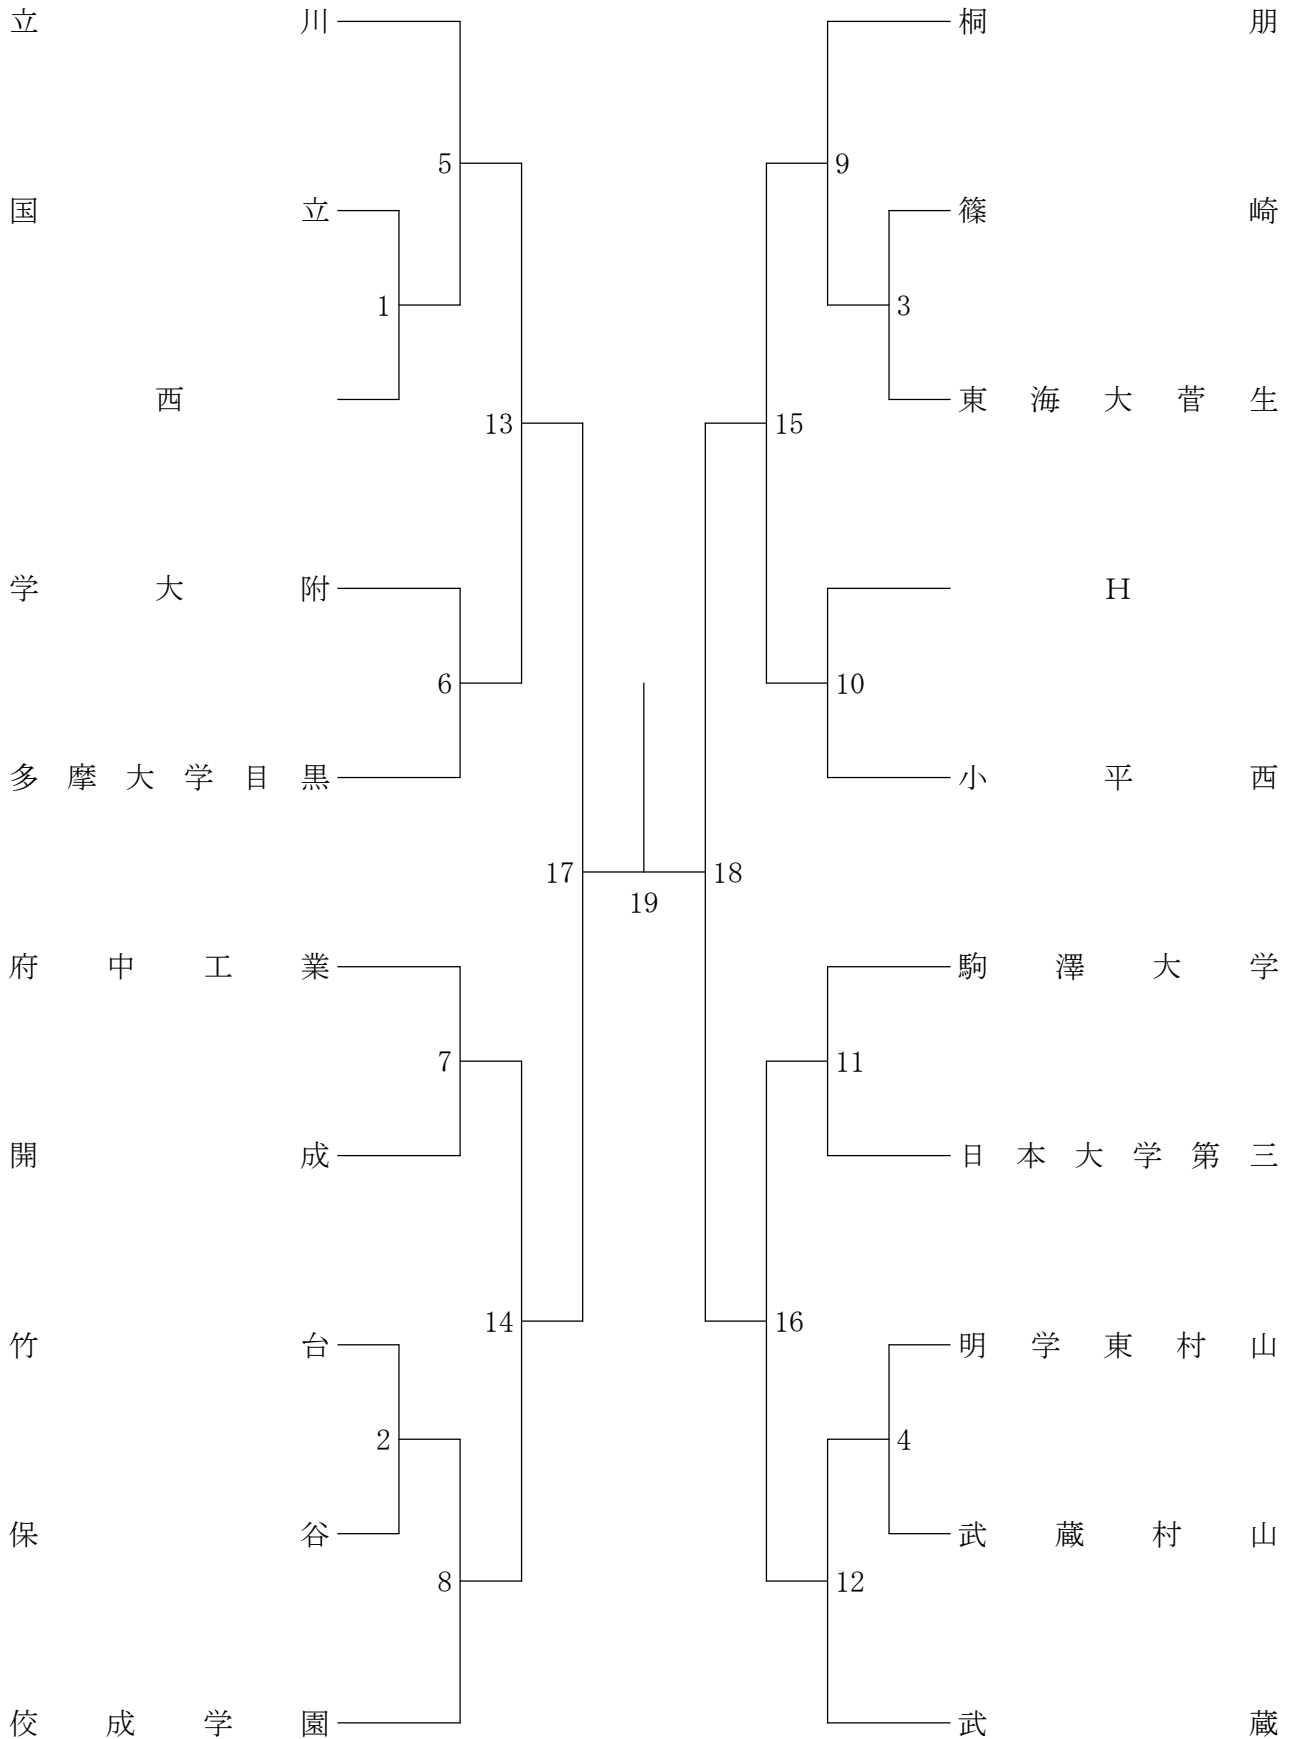 立川
桐朋
5
9
国立
篠崎
1
3
西
東海大菅生
13
15
学大附
H
6
10
多摩大学目黒
小平西
17
18
19
府中工業
駒澤大学
7
11
開成
日本大学第三
14
16
竹台
明学東村山
2
4
保谷
武蔵村山
8
12
佼成学園
武蔵